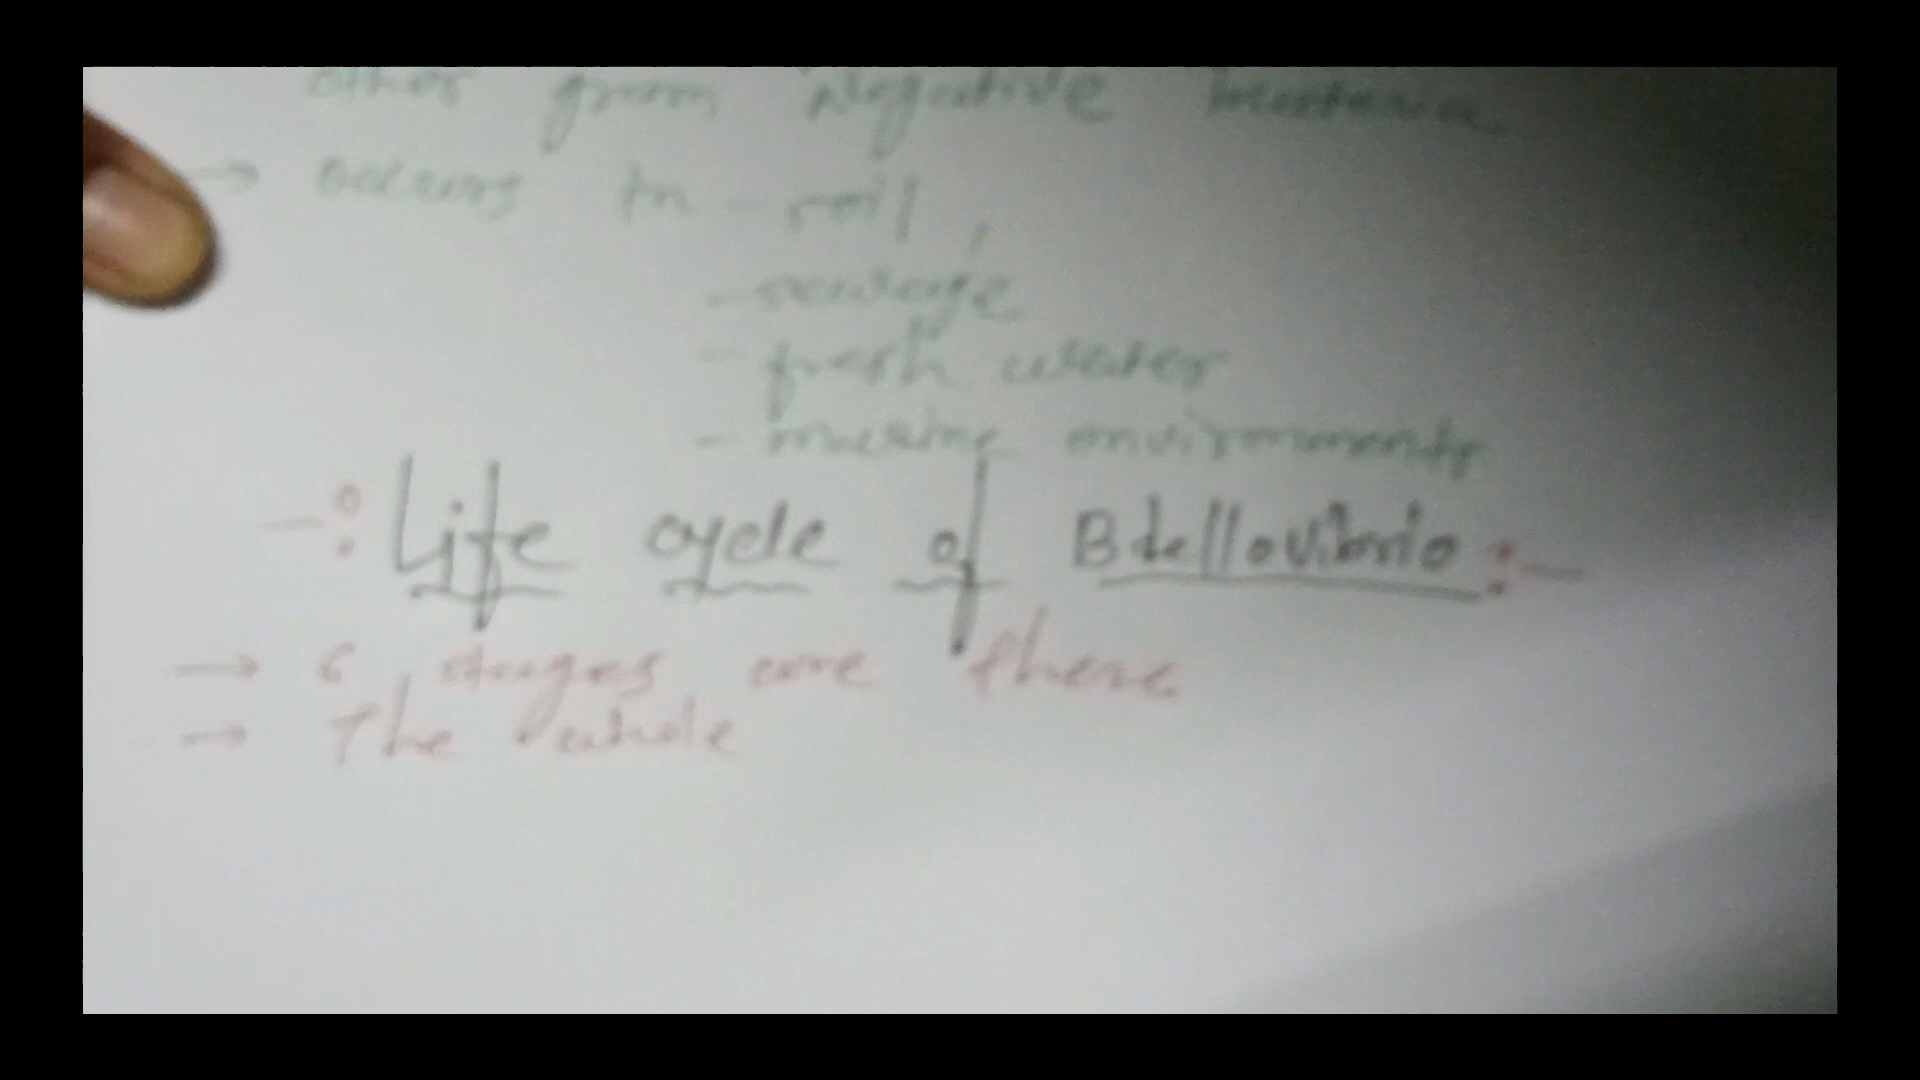 other gram Negative bacteria
→ occurs in - soil,
- sewage
- fresh water
- marine environments
-: Life cycle of Bdellovibrio :-
→ 6 stages are there
→ The whole